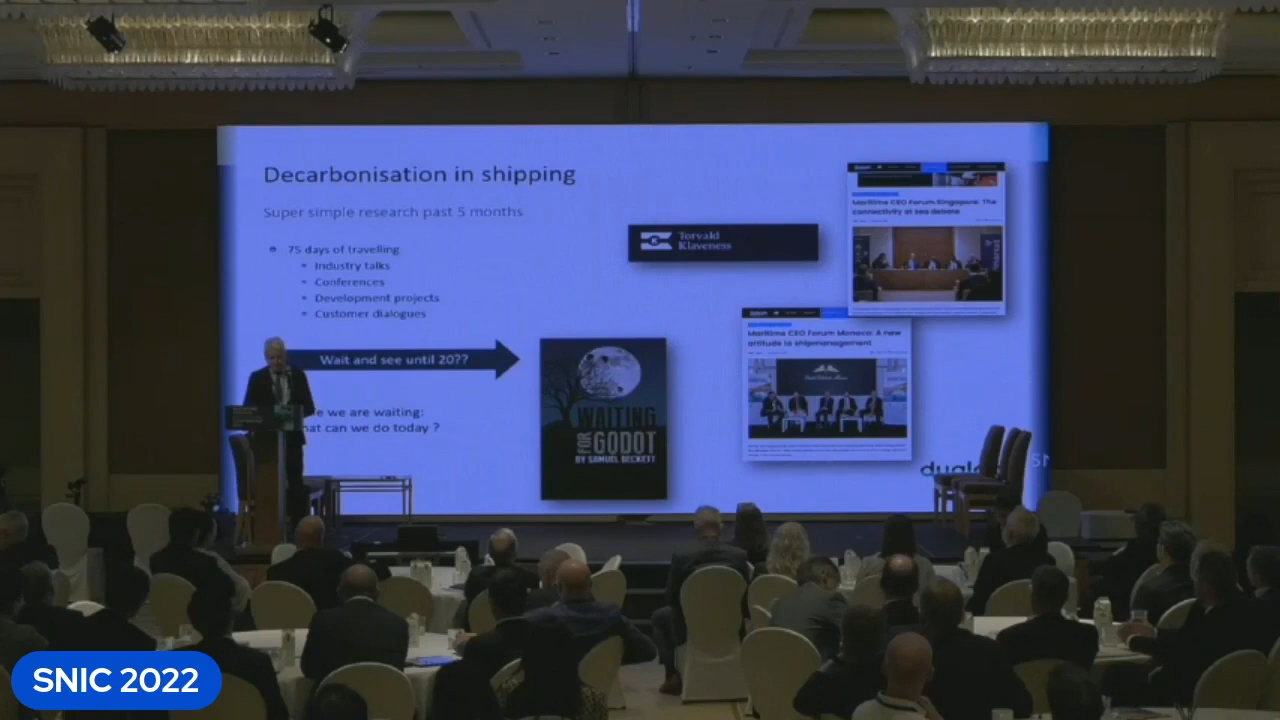 Decarbonisation in shipping
Super simple research past 5 months
75 days of travelling
Industry talks
Conferences
Development projects
Customer dialogues
Wait and see until 20??
we are waiting:
can we do today ?
Torvald
Klaveness
WAITING
FOR
GODOT
BY SAMUEL BECKETT
Maritime CEO Forum Singapore: The
connectivity at sea debate
Maritime CEO Forum Monaco: A new
attitude to shipmanagement
SNIC 2022